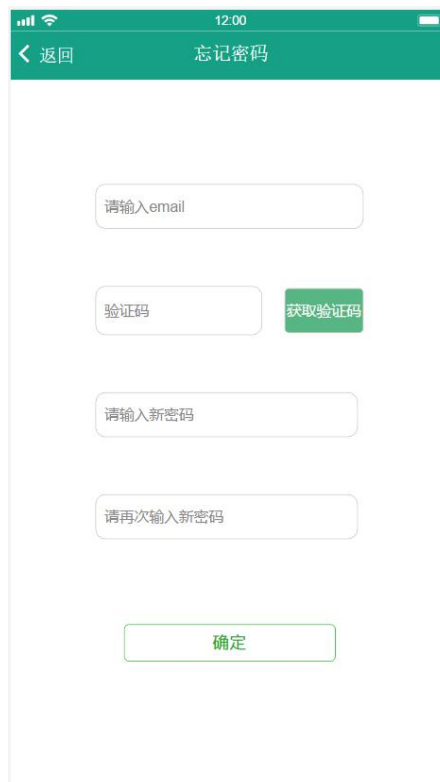 12:00
返回 忘记密码
请输入email
验证码 获取验证码
请输入新密码
请再次输入新密码
确定